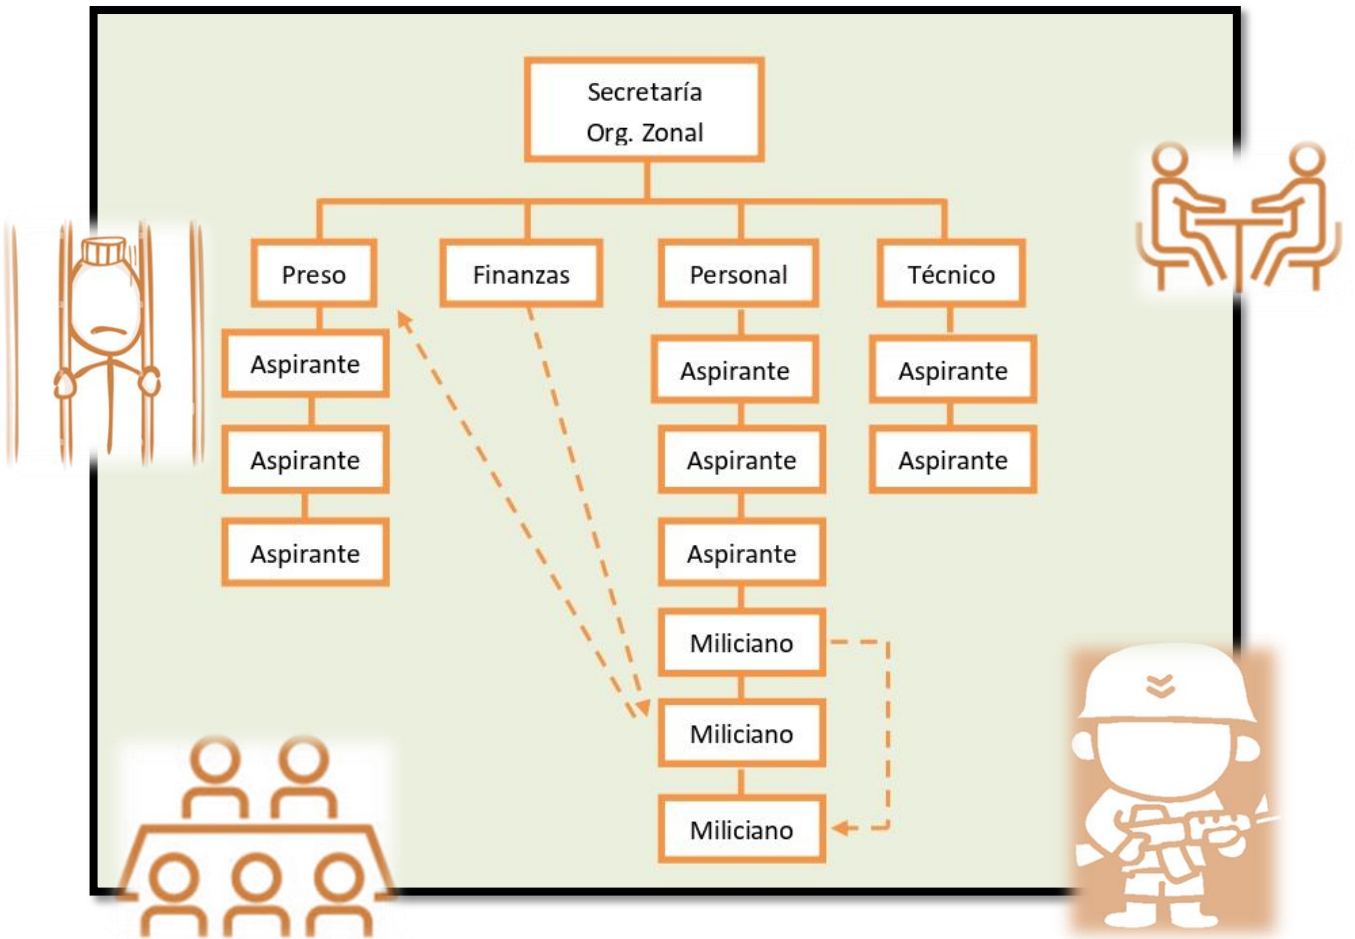 Secretaría
Org. Zonal
Preso
Finanzas
Personal
Técnico
Aspirante
Aspirante
Aspirante
Aspirante
Aspirante
Aspirante
Aspirante
Aspirante
Miliciano
Miliciano
Miliciano